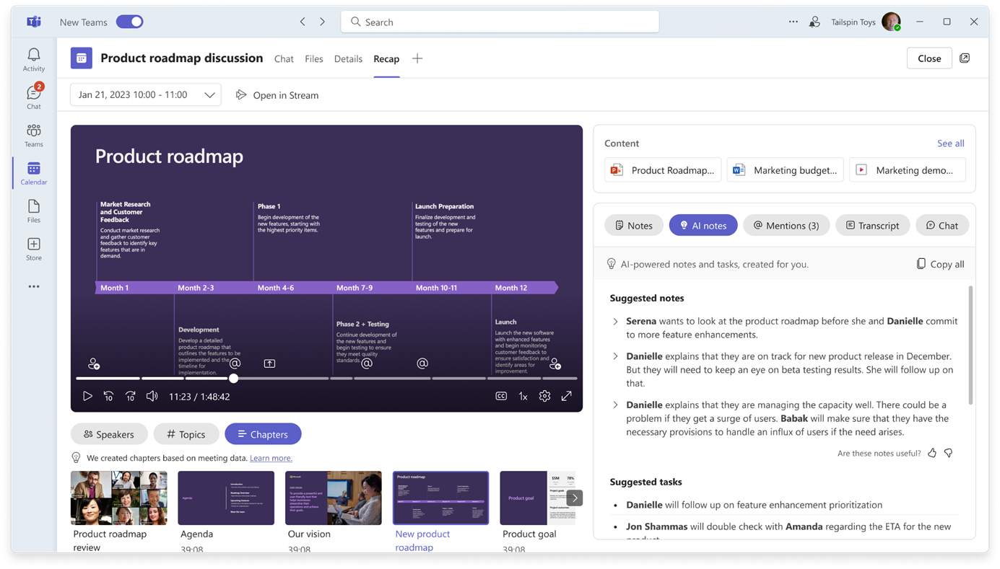 New Teams
Search
Tailspin Toys
Activity
2
Chat
Teams
Calendar
Files
Store
Product roadmap discussion
Chat
Files
Details
Recap
Close
Jan 21, 2023 10:00 - 11:00
Open in Stream
Product roadmap
Market Research
and Customer
Feedback
Conduct market research
and gather customer
feedback to identify key
features that are in
demand.
Phase 1
Begin development of the
new features, starting with
the highest priority items.
Launch Preparation
Finalize development and
testing of the new
features and prepare for
launch.
Month 1
Month 2-3
Month 4-6
Month 7-9
Month 10-11
Month 12
Development
Develop a detailed
product roadmap that
outlines the features to be
implemented and the
timeline for
implementation.
Phase 2 + Testing
Continue development of
the new features and
begin testing to ensure
they meet quality
standards.
Launch
Launch the new software
with enhanced features
and begin monitoring
customer feedback to
ensure satisfaction and
identify areas for
improvement.
10
10
11:23 / 1:48:42
CC
1x
Speakers
# Topics
Chapters
We created chapters based on meeting data. Learn more.
Agenda
Product roadmap
Product goal
$5M
78%
Project goals
Product roadmap
review
Agenda
39:08
Our vision
39:08
New product
roadmap
Product goal
39:08
Content
See all
Product Roadmap...
Marketing budget...
Marketing demo...
Notes
AI notes
@ Mentions (3)
Transcript
Chat
AI-powered notes and tasks, created for you.
Copy all
Suggested notes
Serena wants to look at the product roadmap before she and Danielle commit
to more feature enhancements.
Danielle explains that they are on track for new product release in December.
But they will need to keep an eye on beta testing results. She will follow up on
that.
Danielle explains that they are managing the capacity well. There could be a
problem if they get a surge of users. Babak will make sure that they have the
necessary provisions to handle an influx of users if the need arises.
Are these notes useful?
Suggested tasks
• Danielle will follow up on feature enhancement prioritization
• Jon Shammas will double check with Amanda regarding the ETA for the new
product